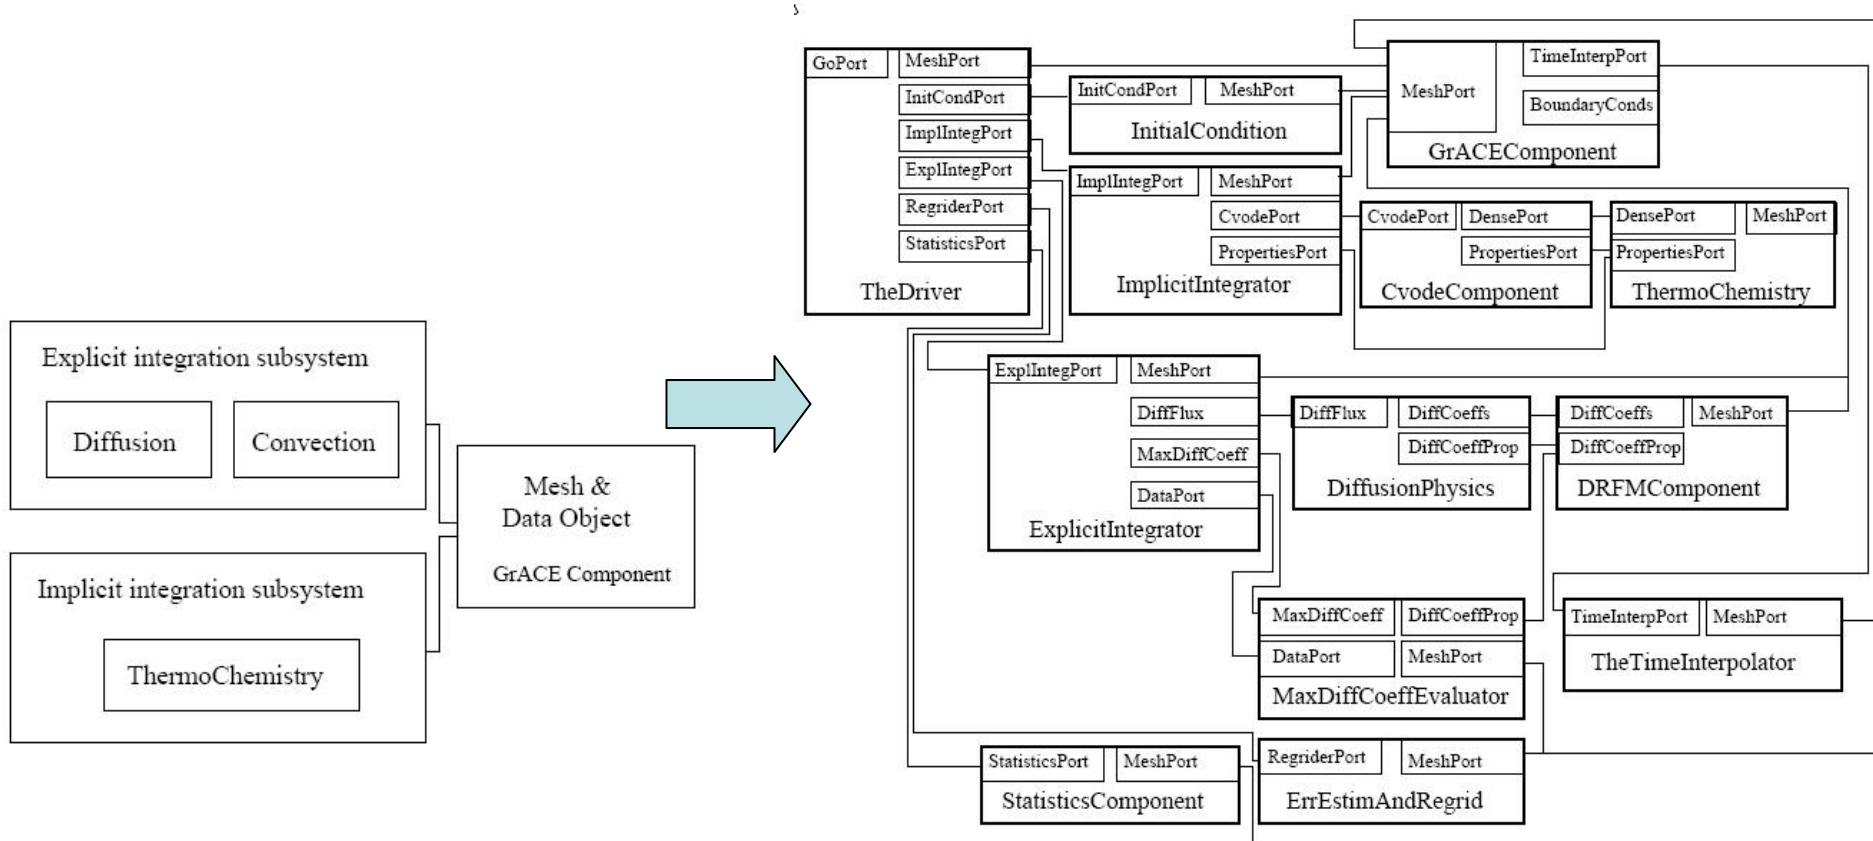 Explicit integration subsystem
Diffusion
Convection
Mesh &
Data Object
GrACE Component
Implicit integration subsystem
ThermoChemistry
GoPort
MeshPort
InitCondPort
ImplIntegPort
ExplIntegPort
RegriderPort
StatisticsPort
TheDriver
InitCondPort
MeshPort
InitialCondition
MeshPort
TimeInterpPort
BoundaryConds
GrACEComponent
ImplIntegPort
MeshPort
CvodePort
PropertiesPort
ImplicitIntegrator
CvodePort
DensePort
PropertiesPort
CvodeComponent
DensePort
MeshPort
PropertiesPort
ThermoChemistry
ExplIntegPort
MeshPort
DiffFlux
MaxDiffCoeff
DataPort
ExplicitIntegrator
DiffFlux
DiffCoeffs
DiffCoeffProp
DiffusionPhysics
DiffCoeffs
MeshPort
DiffCoeffProp
DRFMComponent
MaxDiffCoeff
DiffCoeffProp
DataPort
MeshPort
MaxDiffCoeffEvaluator
TimeInterpPort
MeshPort
TheTimeInterpolator
StatisticsPort
MeshPort
StatisticsComponent
RegriderPort
MeshPort
ErrEstimAndRegrid